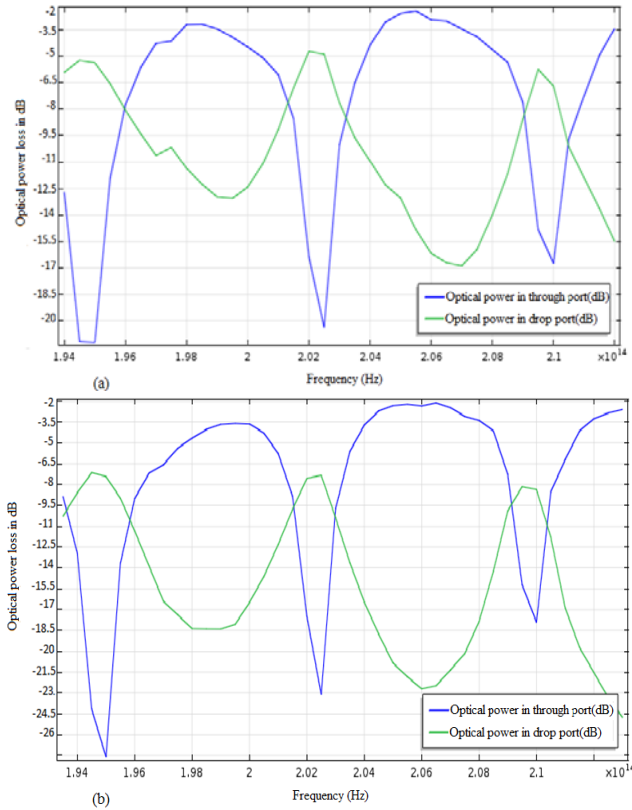 -2
-3.5
-5
-6.5
-8
-9.5
-11
-12.5
-14
-15.5
-17
-18.5
-20
Optical power loss in dB
Optical power in through port(dB)
Optical power in drop port(dB)
1.94 1.96 1.98 2 2.02 2.04 2.06 2.08 2.1 ×10^14
(a)
Frequency (Hz)
-2
-3.5
-5
-6.5
-8
-9.5
-11
-12.5
-14
-15.5
-17
-18.5
-20
-21.5
-23
-24.5
-26
Optical power loss in dB
Optical power in through port(dB)
Optical power in drop port(dB)
1.94 1.96 1.98 2 2.02 2.04 2.06 2.08 2.1 ×10^14
(b)
Frequency (Hz)